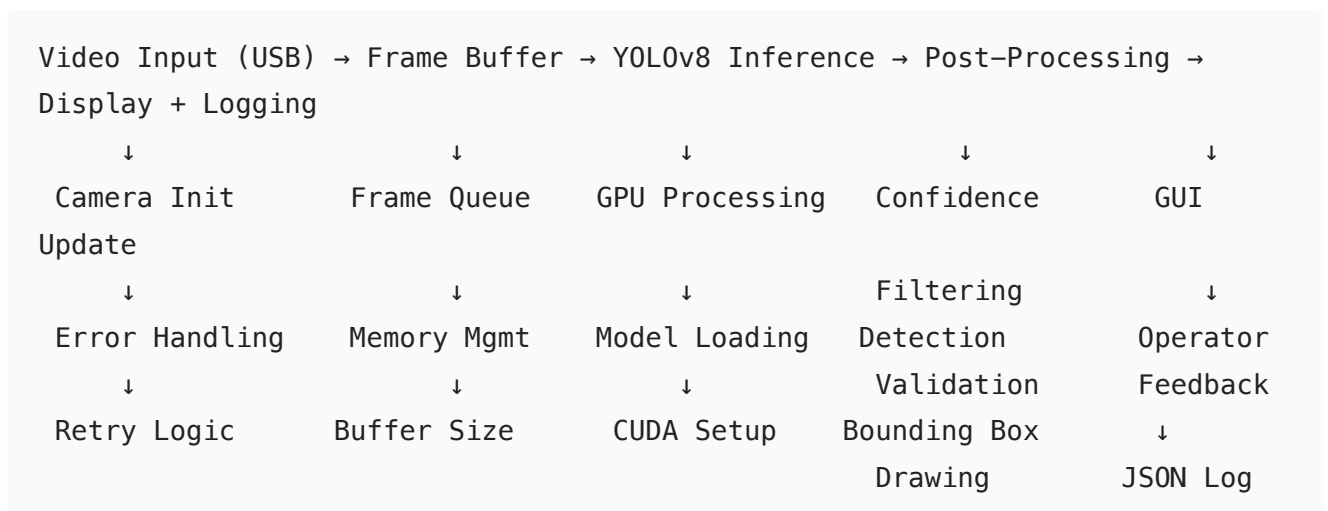 Video Input (USB) → Frame Buffer → YOLOv8 Inference → Post–Processing →
Display + Logging
↓ ↓ ↓ ↓ ↓
Camera Init Frame Queue GPU Processing Confidence GUI
Update
↓ ↓ ↓ Filtering ↓
Error Handling Memory Mgmt Model Loading Detection Operator
↓ ↓ ↓ Validation Feedback
Retry Logic Buffer Size CUDA Setup Bounding Box ↓
Drawing JSON Log